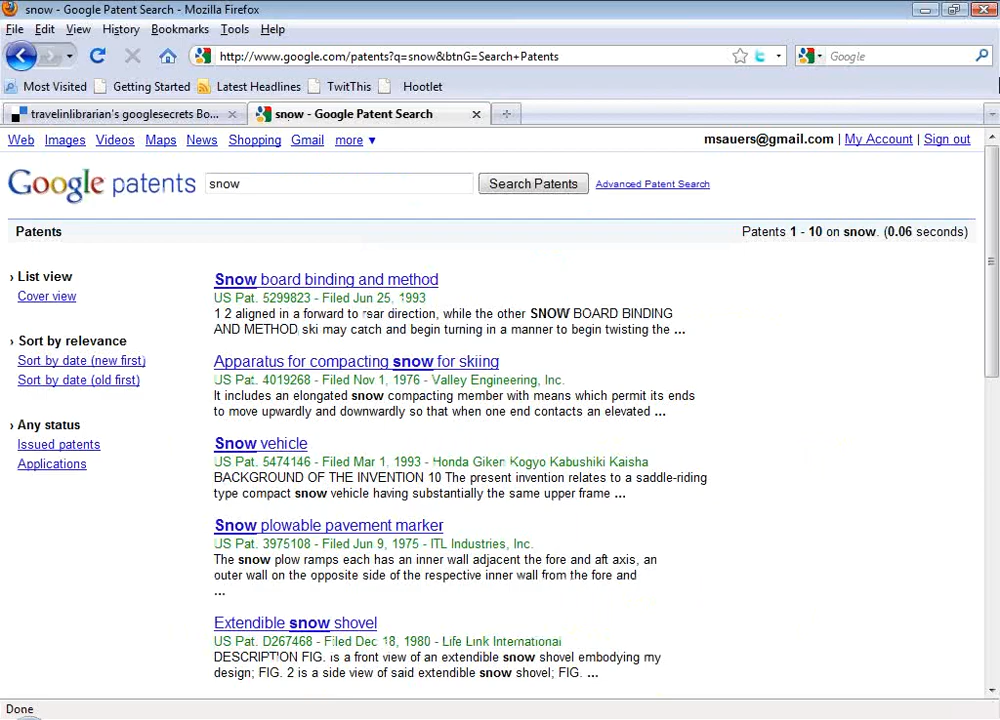 snow - Google Patent Search - Mozilla Firefox
File Edit View History Bookmarks Tools Help
http://www.google.com/patents?q=snow&btnG=Search+Patents Google
Most Visited Getting Started Latest Headlines TwitThis Hootlet
travelinlibrarian's googlesecrets Bo... snow - Google Patent Search
Web Images Videos Maps News Shopping Gmail more ▼ msauers@gmail.com | My Account | Sign out
Google patents snow Search Patents Advanced Patent Search
Patents Patents 1 - 10 on snow. (0.06 seconds)
› List view
Cover view
› Sort by relevance
Sort by date (new first)
Sort by date (old first)
› Any status
Issued patents
Applications
Snow board binding and method
US Pat. 5299823 - Filed Jun 25, 1993
1 2 aligned in a forward to rear direction, while the other SNOW BOARD BINDING
AND METHOD ski may catch and begin turning in a manner to begin twisting the ...
Apparatus for compacting snow for skiing
US Pat. 4019268 - Filed Nov 1, 1976 - Valley Engineering, Inc.
It includes an elongated snow compacting member with means which permit its ends
to move upwardly and downwardly so that when one end contacts an elevated ...
Snow vehicle
US Pat. 5474146 - Filed Mar 1, 1993 - Honda Giken Kogyo Kabushiki Kaisha
BACKGROUND OF THE INVENTION 10 The present invention relates to a saddle-riding
type compact snow vehicle having substantially the same upper frame ...
Snow plowable pavement marker
US Pat. 3975108 - Filed Jun 9, 1975 - ITL Industries, Inc.
The snow plow ramps each has an inner wall adjacent the fore and aft axis, an
outer wall on the opposite side of the respective inner wall from the fore and
...
Extendible snow shovel
US Pat. D267468 - Filed Dec 18, 1980 - Life Link International
DESCRIPTION FIG. is a front view of an extendible snow shovel embodying my
design; FIG. 2 is a side view of said extendible snow shovel; FIG. ...
Done